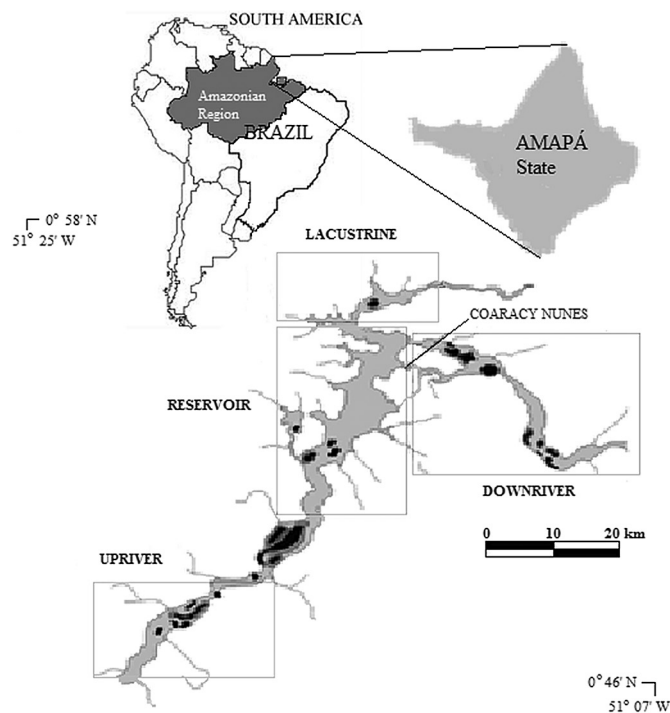 SOUTH AMERICA
Amazonian
Region
BRAZIL
AMAPÁ
State
0° 58' N
51° 25' W
LACUSTRINE
COARACY NUNES
RESERVOIR
DOWNRIVER
0 10 20 km
UPRIVER
0° 46' N
51° 07' W